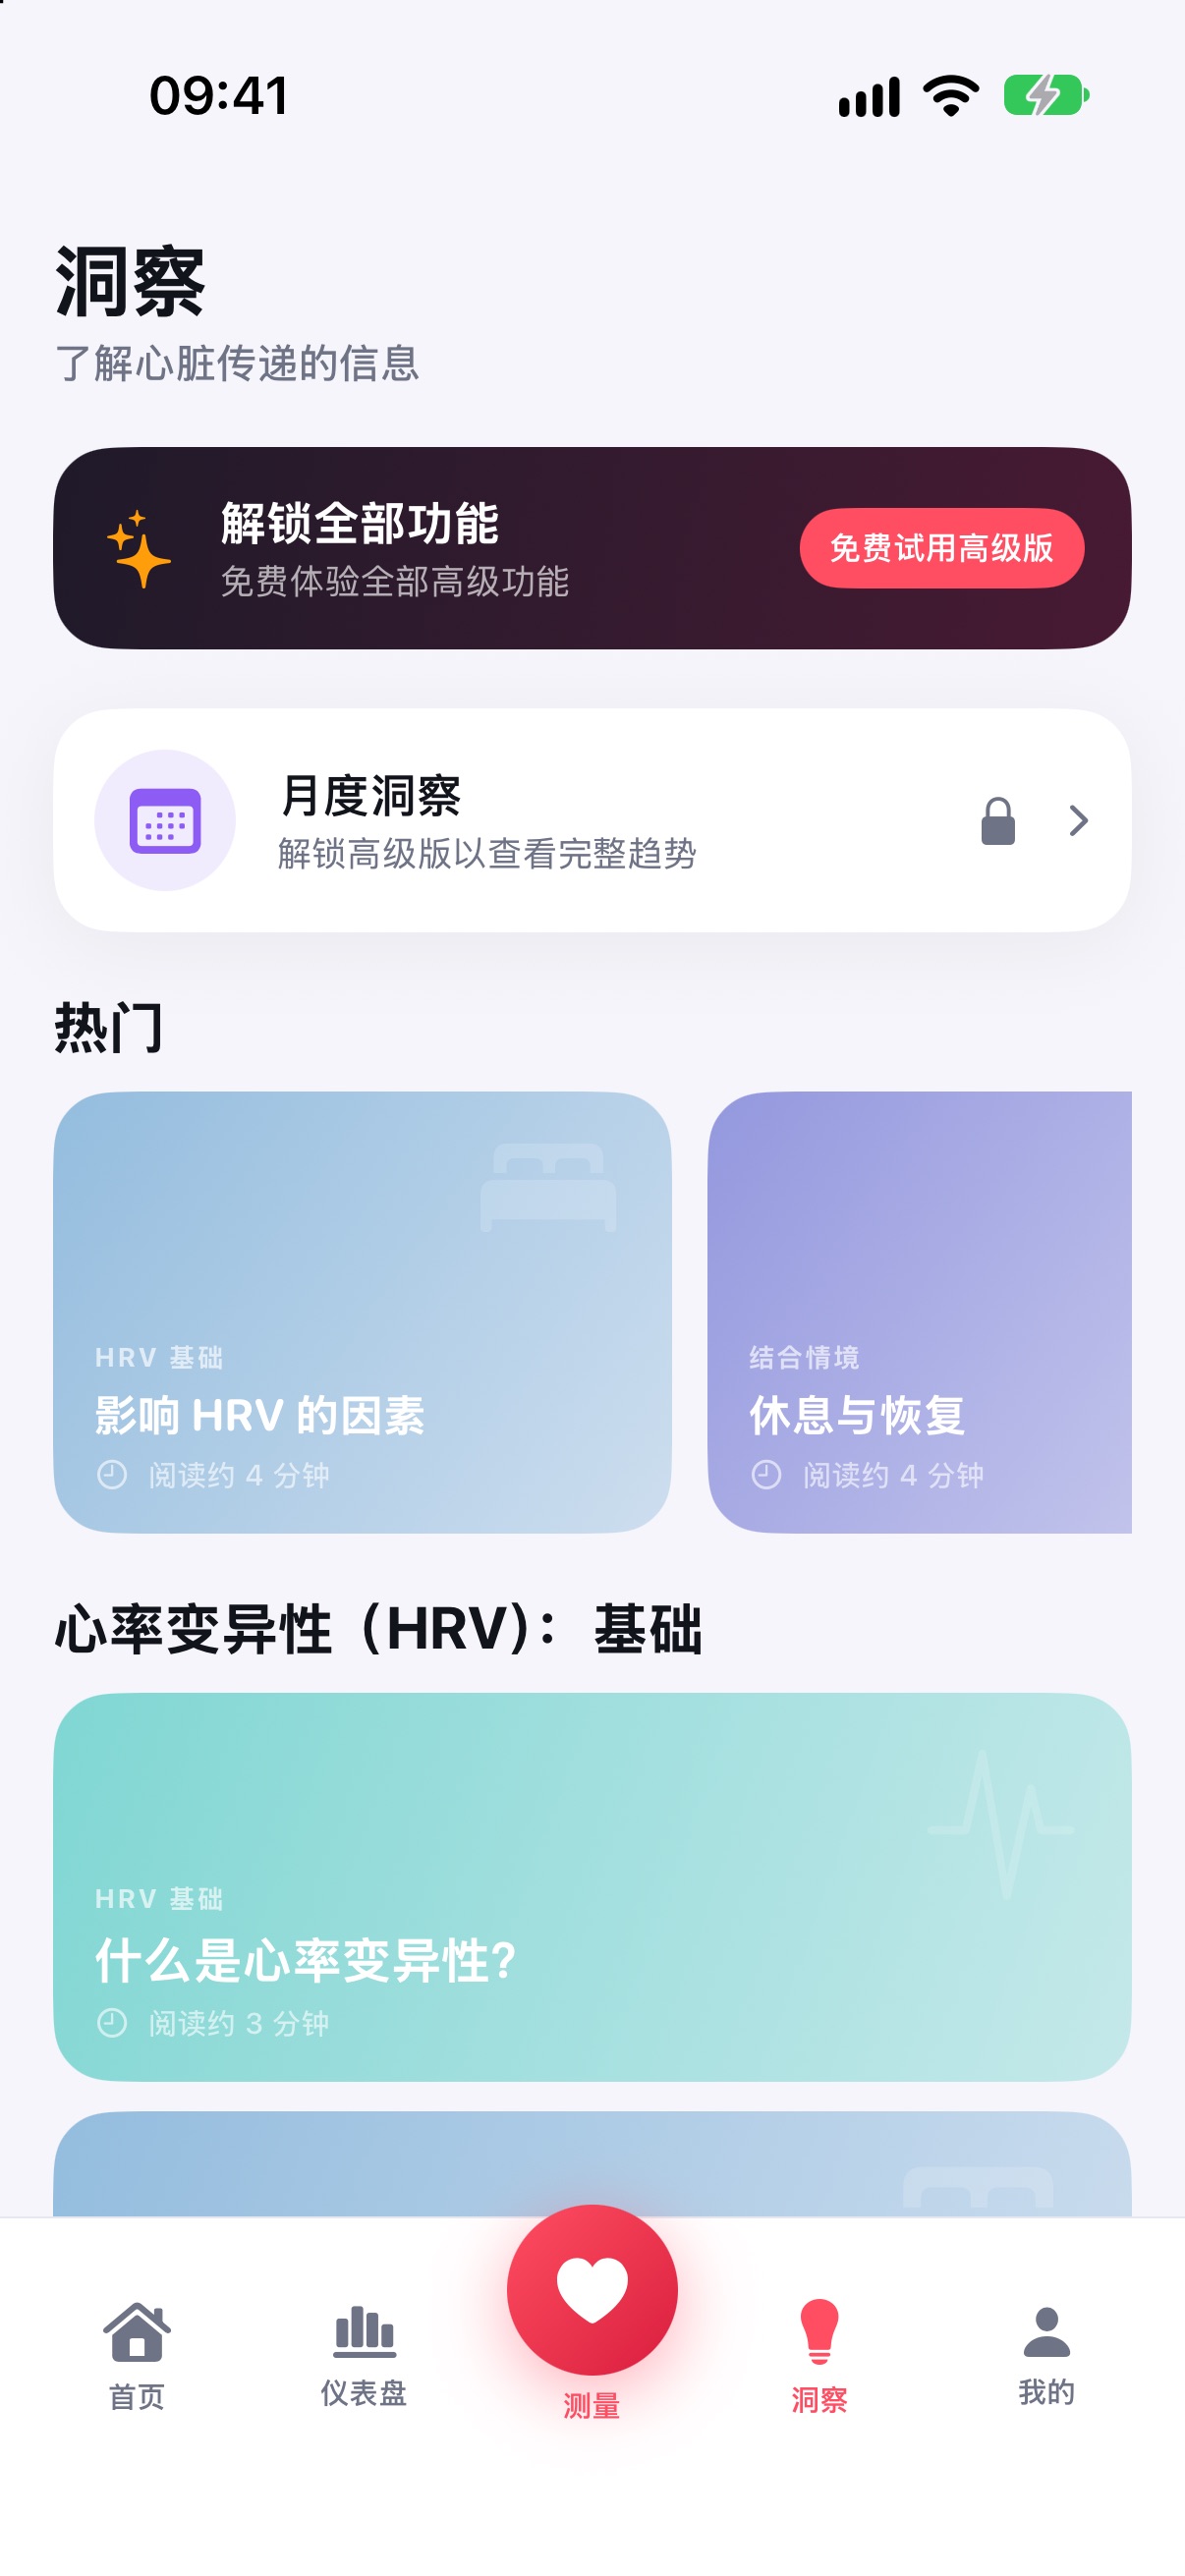 09:41
洞察
了解心脏传递的信息
解锁全部功能
免费体验全部高级功能
免费试用高级版
月度洞察
解锁高级版以查看完整趋势
热门
HRV 基础
影响 HRV 的因素
阅读约 4 分钟
结合情境
休息与恢复
阅读约 4 分钟
心率变异性（HRV）：基础
HRV 基础
什么是心率变异性?
阅读约 3 分钟
首页
仪表盘
测量
洞察
我的